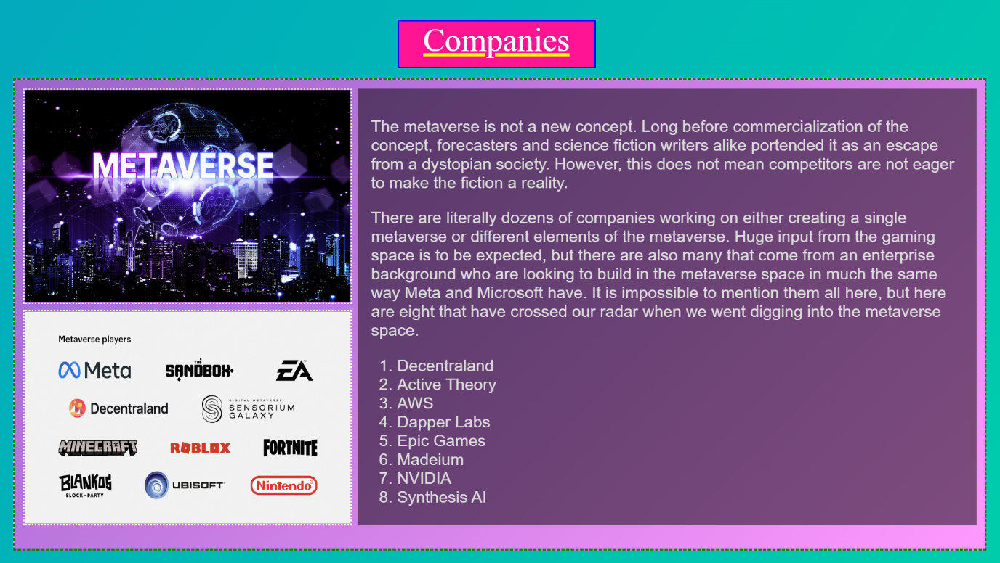 Companies
METAVERSE
Metaverse players
Meta
THE SANDBOX
EA
Decentraland
DIGITAL METAVERSE
SENSORIUM
GALAXY
MINECRAFT
ROBLOX
FORTNITE
BLANKOS
BLOCK · PARTY
UBISOFT
Nintendo
The metaverse is not a new concept. Long before commercialization of the
concept, forecasters and science fiction writers alike portended it as an escape
from a dystopian society. However, this does not mean competitors are not eager
to make the fiction a reality.
There are literally dozens of companies working on either creating a single
metaverse or different elements of the metaverse. Huge input from the gaming
space is to be expected, but there are also many that come from an enterprise
background who are looking to build in the metaverse space in much the same
way Meta and Microsoft have. It is impossible to mention them all here, but here
are eight that have crossed our radar when we went digging into the metaverse
space.
1. Decentraland
2. Active Theory
3. AWS
4. Dapper Labs
5. Epic Games
6. Madeium
7. NVIDIA
8. Synthesis AI